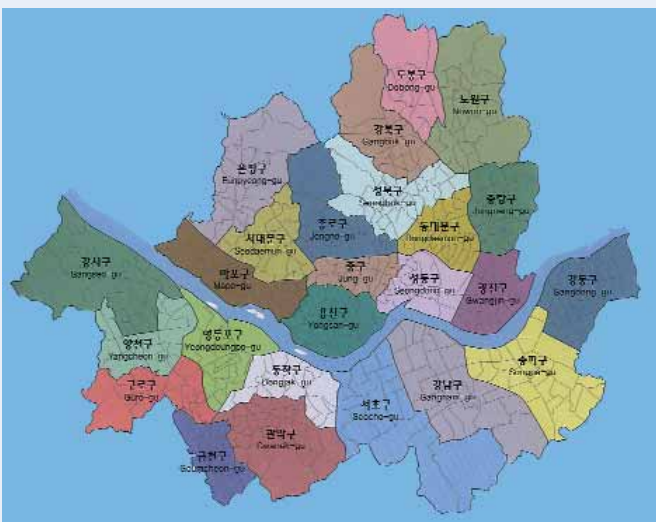 도봉구
Dobong-gu
노원구
Nowon-gu
강북구
Gangbuk-gu
은평구
Eunpyeong-gu
성북구
Seongbuk-gu
중랑구
Jungnang-gu
서대문구
Seodaemun-gu
종로구
Jongno-gu
동대문구
Dongdaemun-gu
강서구
Gangseo-gu
마포구
Mapo-gu
중구
Jung-gu
성동구
Seongdong-gu
광진구
Gwangjin-gu
강동구
Gangdong-gu
용산구
Yongsan-gu
양천구
Yangcheon-gu
영등포구
Yeongdeungpo-gu
동작구
Dongjak-gu
송파구
Songpa-gu
구로구
Guro-gu
서초구
Seocho-gu
강남구
Gangnam-gu
관악구
Gwanak-gu
금천구
Geumcheon-gu